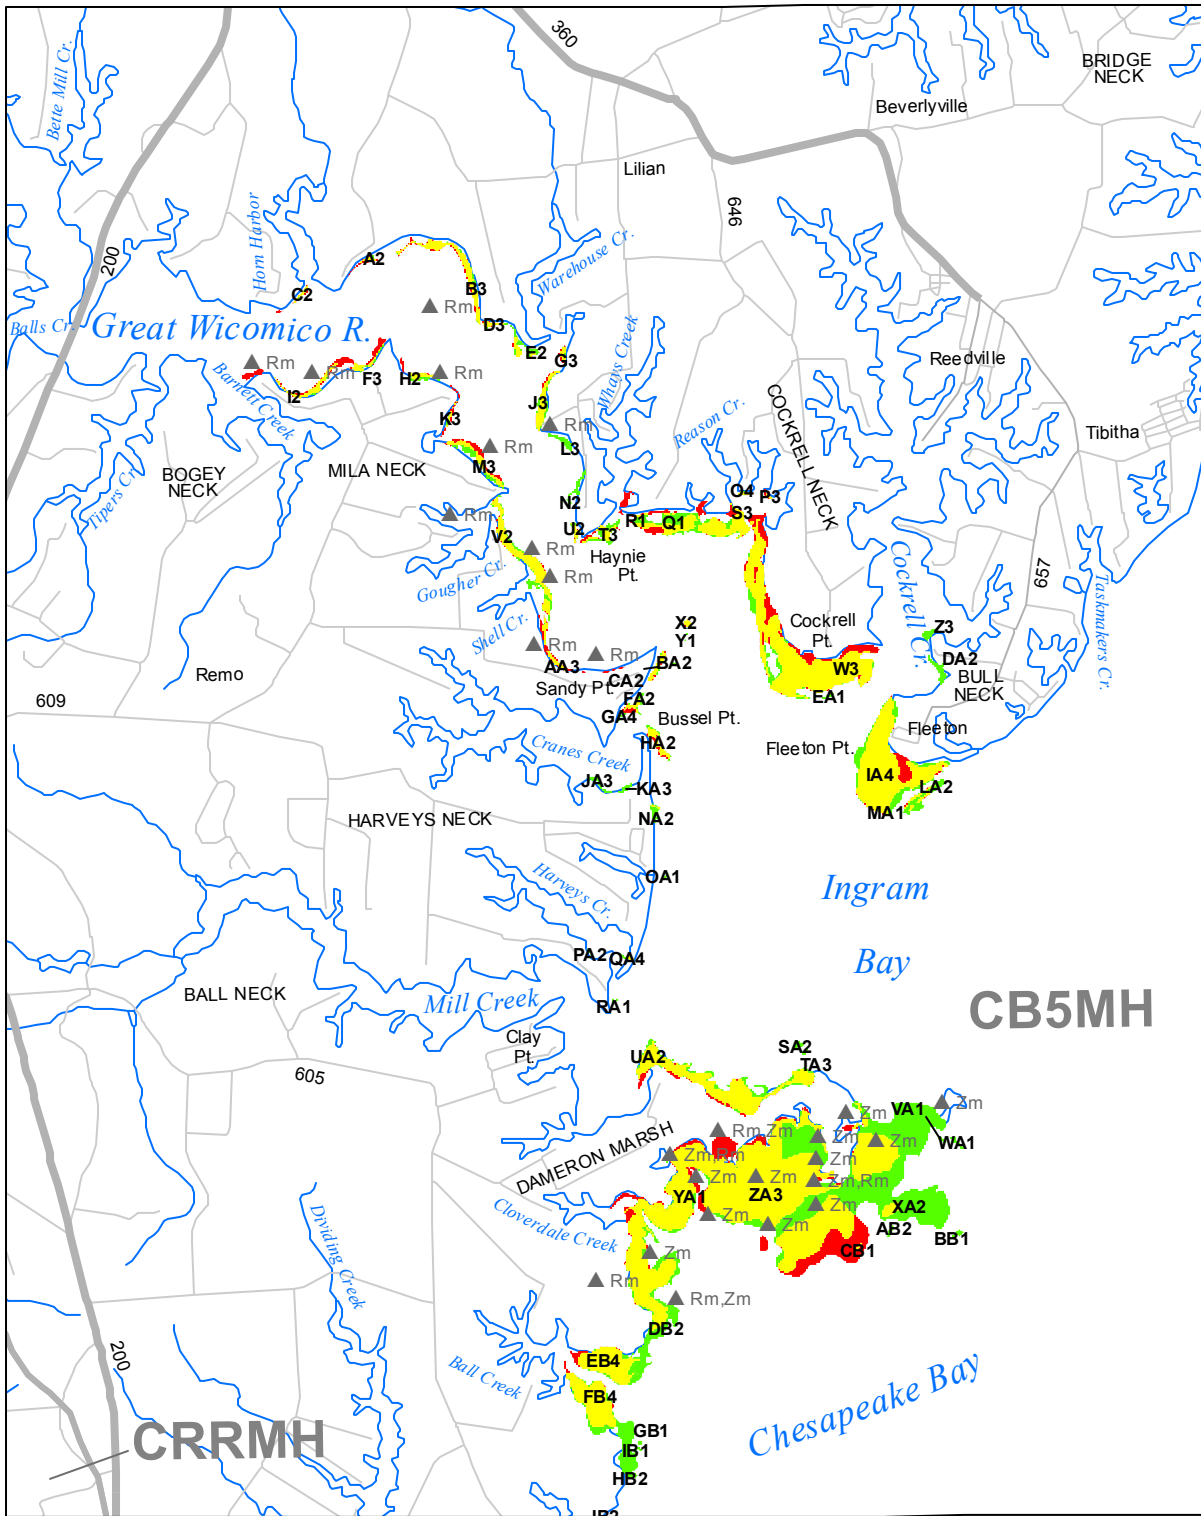 360
BRIDGE
NECK
Bette Mill Cr.
Beverlyville
Lilian
646
200
Horn Harbor
A2
Warehouse Cr.
B3
C2
Rm
Balls Cr.
Great Wicomico R.
D3
E2
G3
Reedville
Rm
Rm
F3
H2
Rm
Barnett Creek
I2
Whays Creek
J3
COCKRELL NECK
K3
Rm
Reason Cr.
Tibitha
L3
Rm
BOGEY
NECK
MILA NECK
M3
Tipers Cr.
O4
P3
N2
S3
Rm
R1
Q1
V2
U2
T3
Rm
Haynie
Pt.
Cockrell Cr.
657
Taskmakers Cr.
Gougher Cr.
Rm
X2
Y1
Z3
Shell Cr.
Cockrell
Pt.
Rm
Rm
BA2
DA2
AA3
W3
BULL
NECK
Remo
Sandy Pt.
CA2
FA2
EA1
609
GA4
Bussel Pt.
Fleeton
HA2
Fleeton Pt.
Cranes Creek
IA4
JA3
KA3
LA2
HARVEYS NECK
NA2
MA1
OA1
Ingram
Bay
Harveys Cr.
PA2
QA4
BALL NECK
Mill Creek
RA1
CB5MH
Clay
Pt.
UA2
SA2
TA3
605
Zm
VA1
Zm
Rm,Zm
Zm
Zm
WA1
DAMERON MARSH
Zm,Rm
Zm
Zm
Zm
Zm,Rm
YA1
ZA3
Zm
XA2
Cloverdale Creek
Zm
Zm
AB2
BB1
Dividing Creek
Zm
CB1
Rm
Rm,Zm
DB2
200
Ball Creek
EB4
FB4
Chesapeake Bay
CRRMH
GB1
IB1
HB2